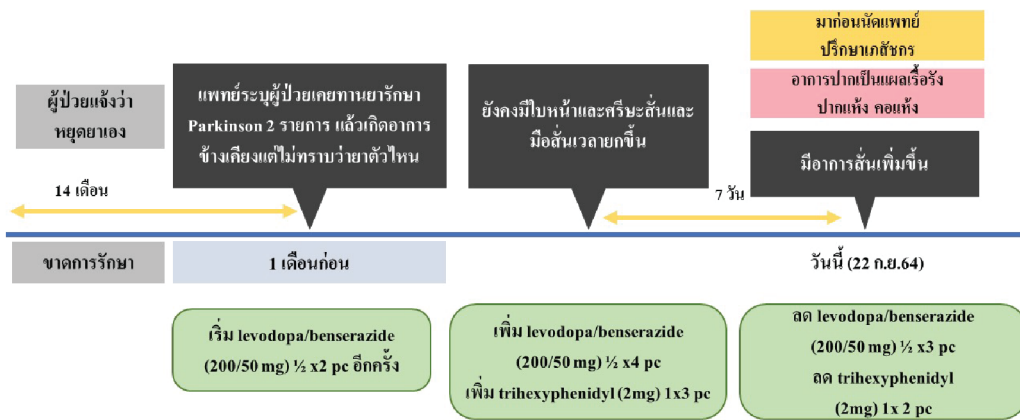 มาก่อนนัดแพทย์
ปรึกษาเภสัชกร
อาการปากเป็นแผลเรื้อรัง
ปากแห้ง คอแห้ง
ผู้ป่วยแจ้งว่า
หยุดยาเอง
แพทย์ระบุผู้ป่วยเคยทานยารักษา
Parkinson 2 รายการ แล้วเกิดอาการ
ข้างเคียงแต่ไม่ทราบว่ายาตัวไหน
ยังคงมีใบหน้าและศรีษะสั่นและ
มือสั่นเวลายกขึ้น
มีอาการสั่นเพิ่มขึ้น
14 เดือน
7 วัน
ขาดการรักษา
1 เดือนก่อน
วันนี้ (22 ก.ย.64)
เริ่ม levodopa/benserazide
(200/50 mg) ½ x2 pc อีกครั้ง
เพิ่ม levodopa/benserazide
(200/50 mg) ½ x4 pc
เพิ่ม trihexyphenidyl (2mg) 1x3 pc
ลด levodopa/benserazide
(200/50 mg) ½ x3 pc
ลด trihexyphenidyl
(2mg) 1x 2 pc